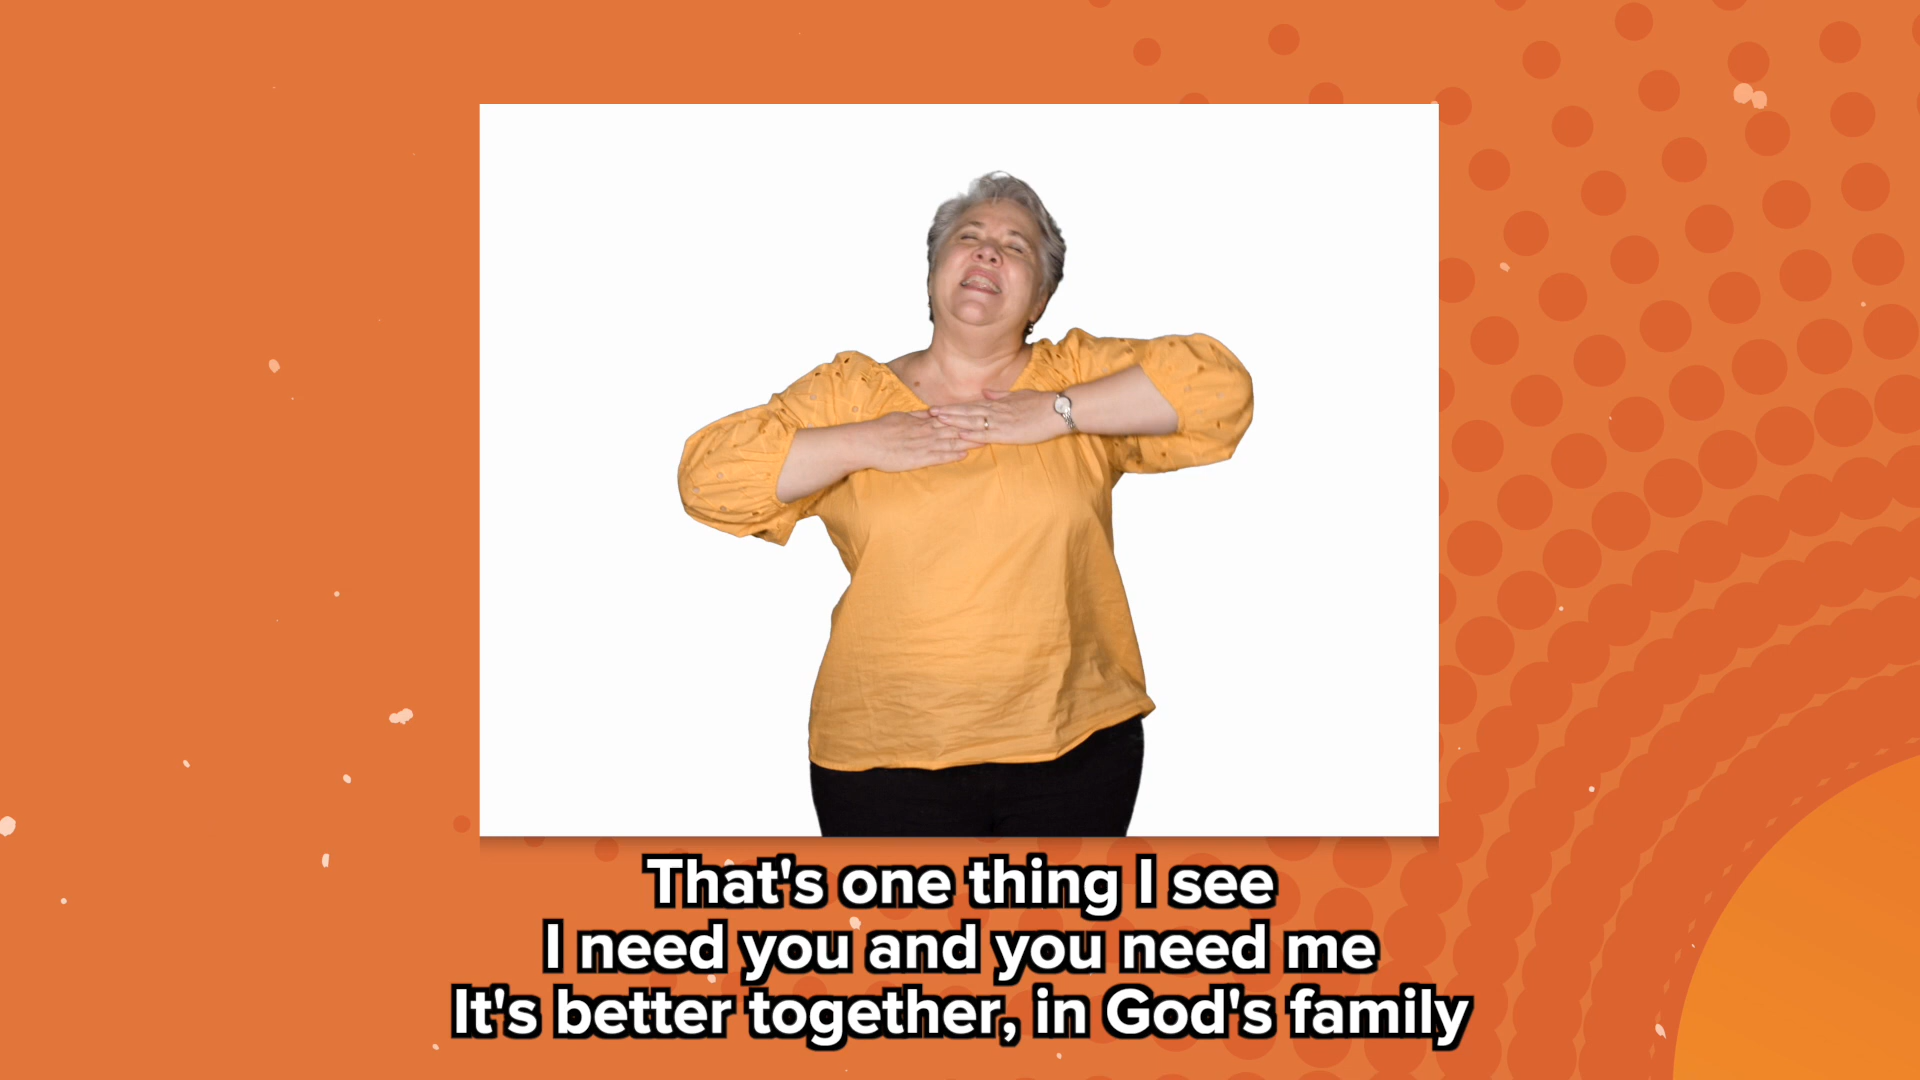 That's one thing I see
I need you and you need me
It's better together, in God's family